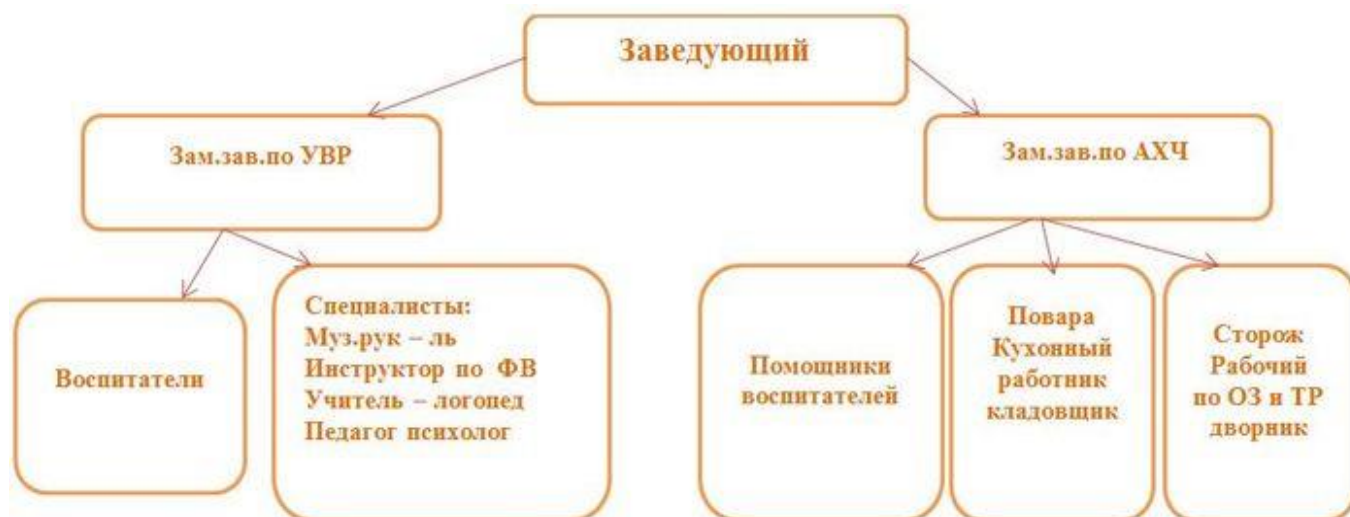 Заведующий
Зам.зав.по УВР
Зам.зав.по АХЧ
Воспитатели
Специалисты:
Муз.рук – ль
Инструктор по ФВ
Учитель – логопед
Педагог психолог
Помощники
воспитателей
Повара
Кухонный
работник
кладовщик
Сторож
Рабочий
по ОЗ и ТР
дворник